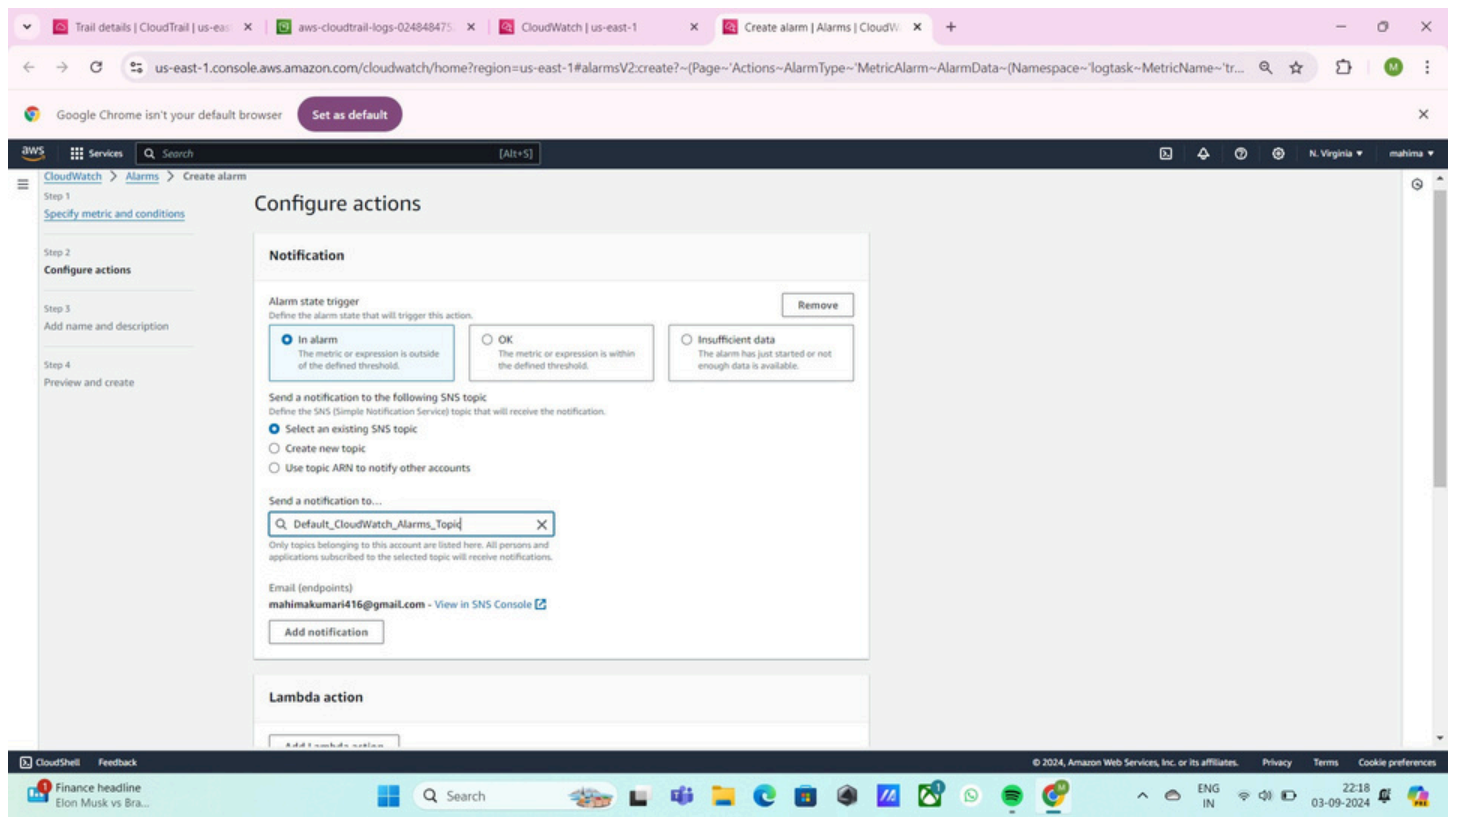 Trail details | CloudTrail | us-eas
aws-cloudtrail-logs-024848475
CloudWatch | us-east-1
Create alarm | Alarms | CloudW
us-east-1.console.aws.amazon.com/cloudwatch/home?region=us-east-1#alarmsV2:create?~(Page~'Actions~AlarmType~'MetricAlarm~AlarmData~(Namespace~'logtask~MetricName~'tr...
M
Google Chrome isn't your default browser
Set as default
aws
Services
Search
[Alt+S]
N. Virginia
mahima
CloudWatch > Alarms > Create alarm
Step 1
Specify metric and conditions
Step 2
Configure actions
Step 3
Add name and description
Step 4
Preview and create
Configure actions
Notification
Alarm state trigger
Define the alarm state that will trigger this action.
Remove
In alarm
The metric or expression is outside
of the defined threshold.
OK
The metric or expression is within
the defined threshold.
Insufficient data
The alarm has just started or not
enough data is available.
Send a notification to the following SNS topic
Define the SNS (Simple Notification Service) topic that will receive the notification.
Select an existing SNS topic
Create new topic
Use topic ARN to notify other accounts
Send a notification to...
Default_CloudWatch_Alarms_Topic
Only topics belonging to this account are listed here. All persons and
applications subscribed to the selected topic will receive notifications.
Email (endpoints)
mahimakumari416@gmail.com - View in SNS Console
Add notification
Lambda action
Add Lambda action
CloudShell
Feedback
© 2024, Amazon Web Services, Inc. or its affiliates.
Privacy
Terms
Cookie preferences
Finance headline
Elon Musk vs Bra...
Search
ENG
IN
22:18
03-09-2024